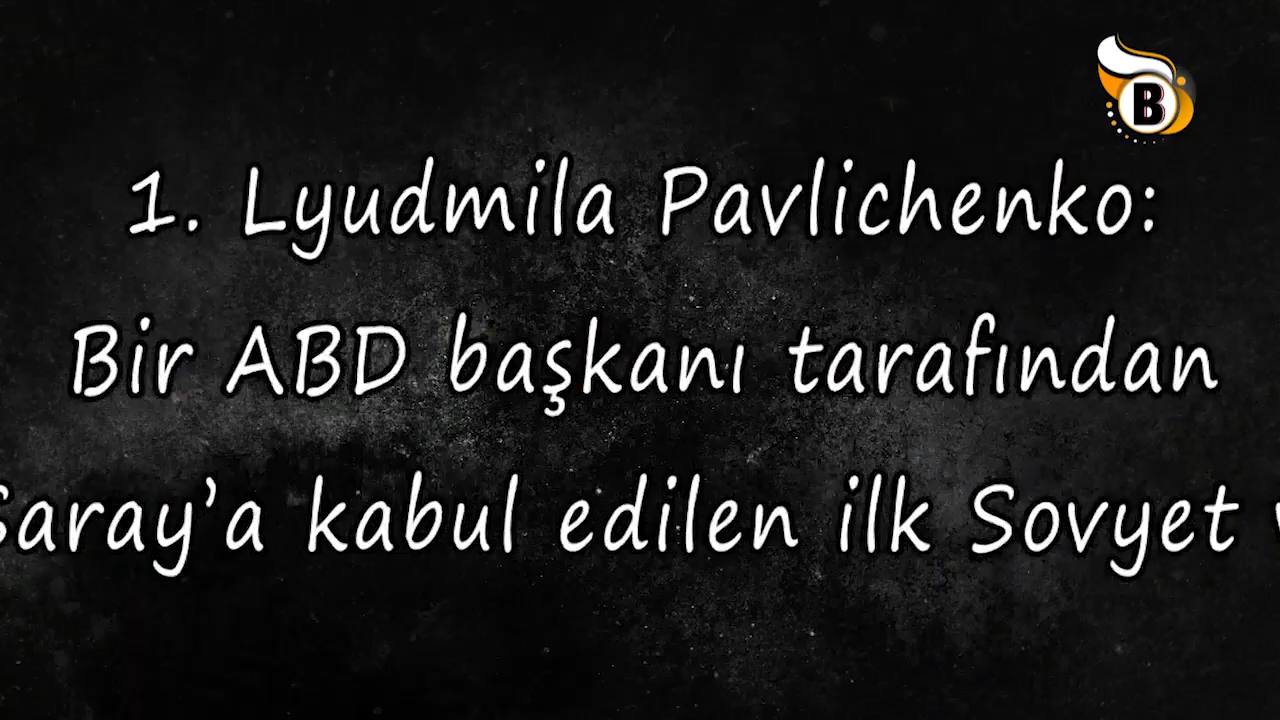 B
1. Lyudmila Pavlichenko:
Bir ABD başkanı tarafından
Saray’a kabul edilen ilk Sovyet